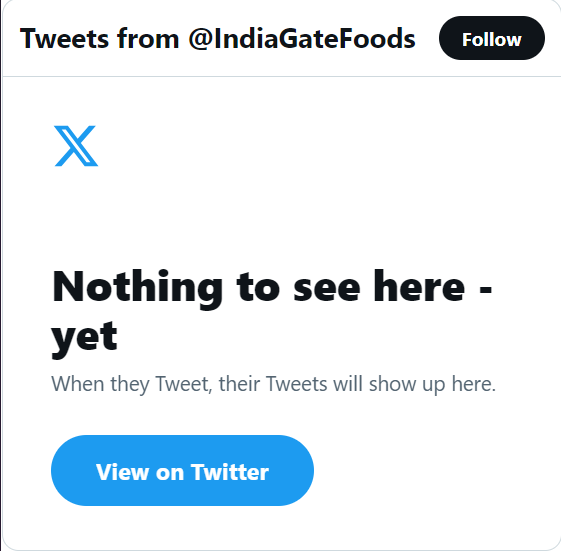 Tweets from @IndiaGateFoods
Follow
Nothing to see here -
yet
When they Tweet, their Tweets will show up here.
View on Twitter